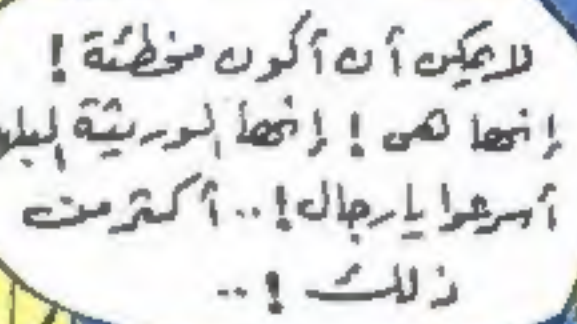 لا يمكن أن أكون مخطئة !
إنها هي ! إنها الوريثة
أسرعوا يا رجال ! .. أكثر من
ذلك ! ..